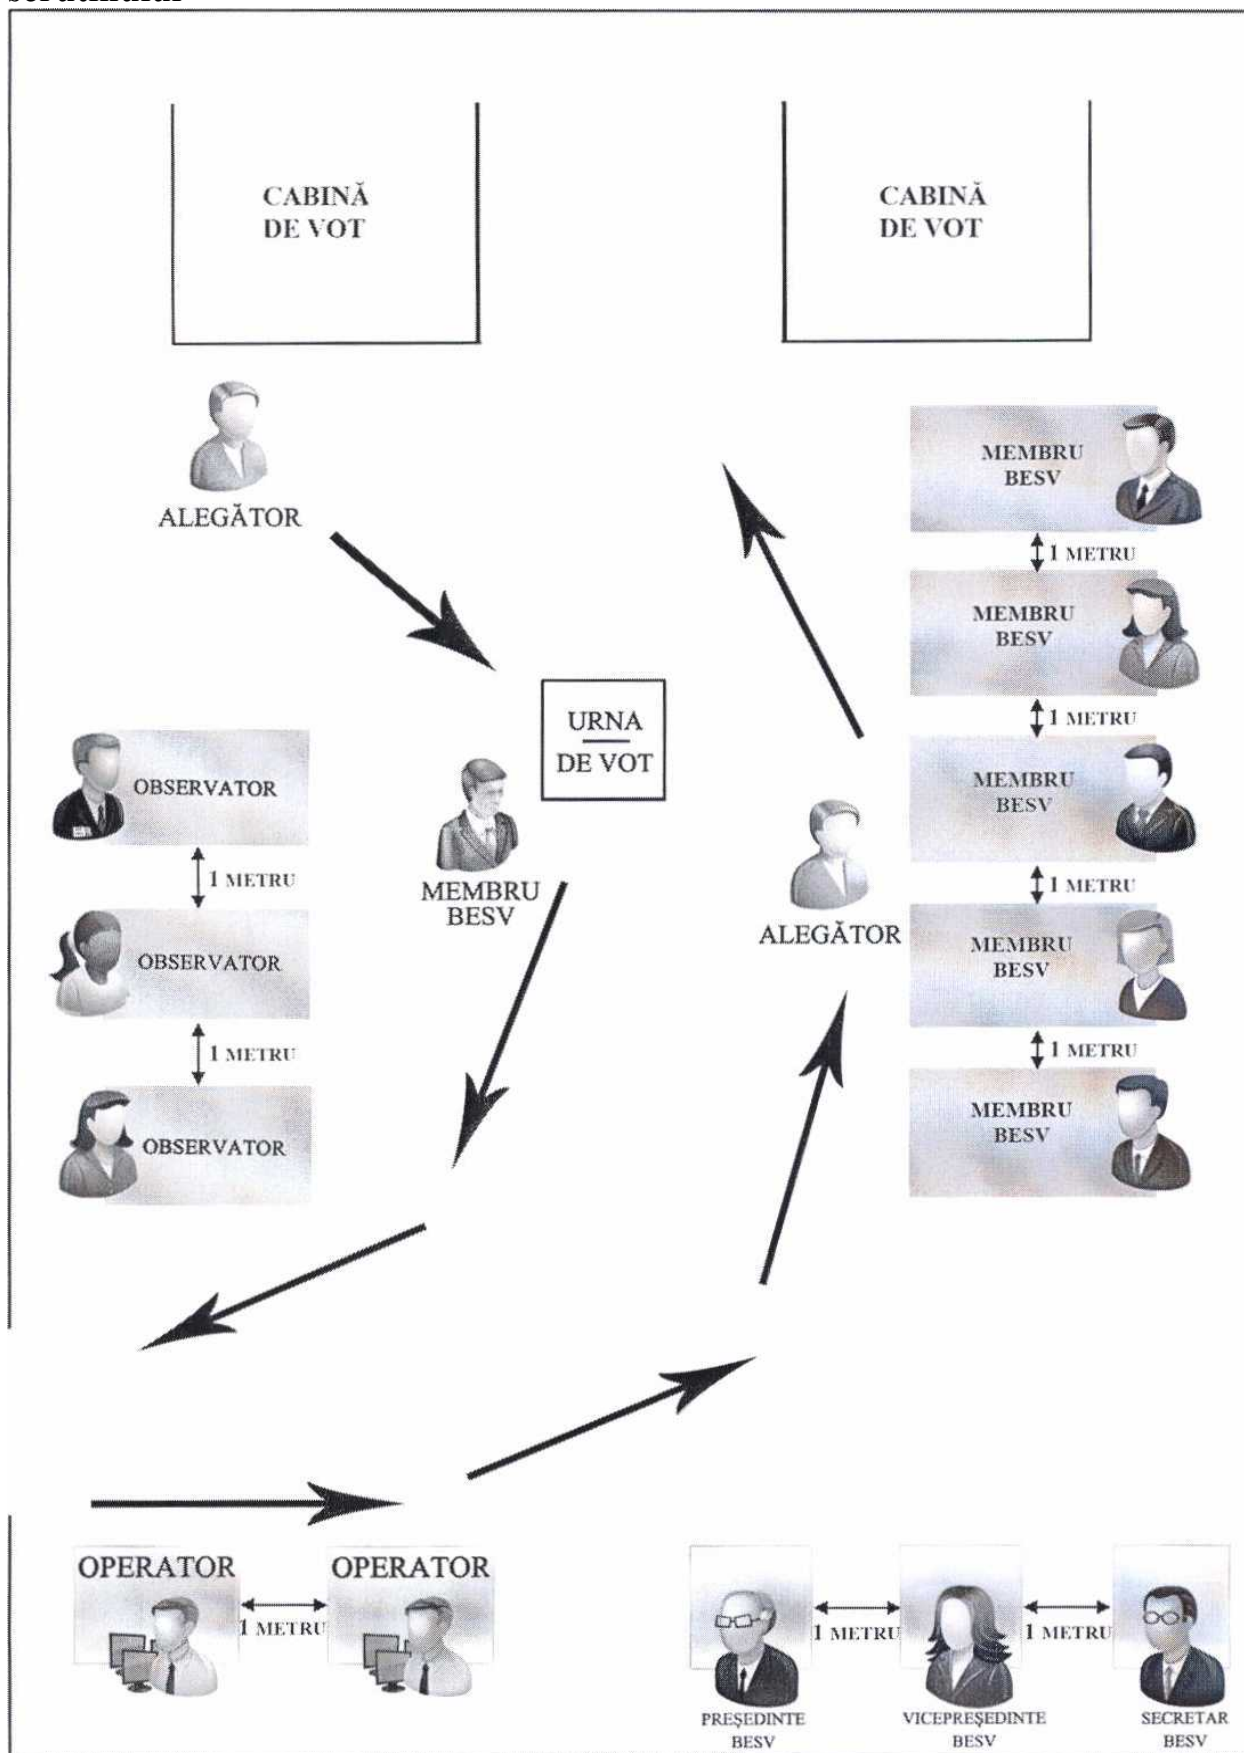 CABINĂ
DE VOT
CABINĂ
DE VOT
ALEGĂTOR
MEMBRU
BESV
1 METRU
MEMBRU
BESV
1 METRU
URNA
DE VOT
OBSERVATOR
MEMBRU
BESV
1 METRU
MEMBRU
BESV
ALEGĂTOR
1 METRU
OBSERVATOR
MEMBRU
BESV
1 METRU
1 METRU
OBSERVATOR
MEMBRU
BESV
OPERATOR
OPERATOR
1 METRU
1 METRU
1 METRU
PREŞEDINTE
BESV
VICEPREŞEDINTE
BESV
SECRETAR
BESV